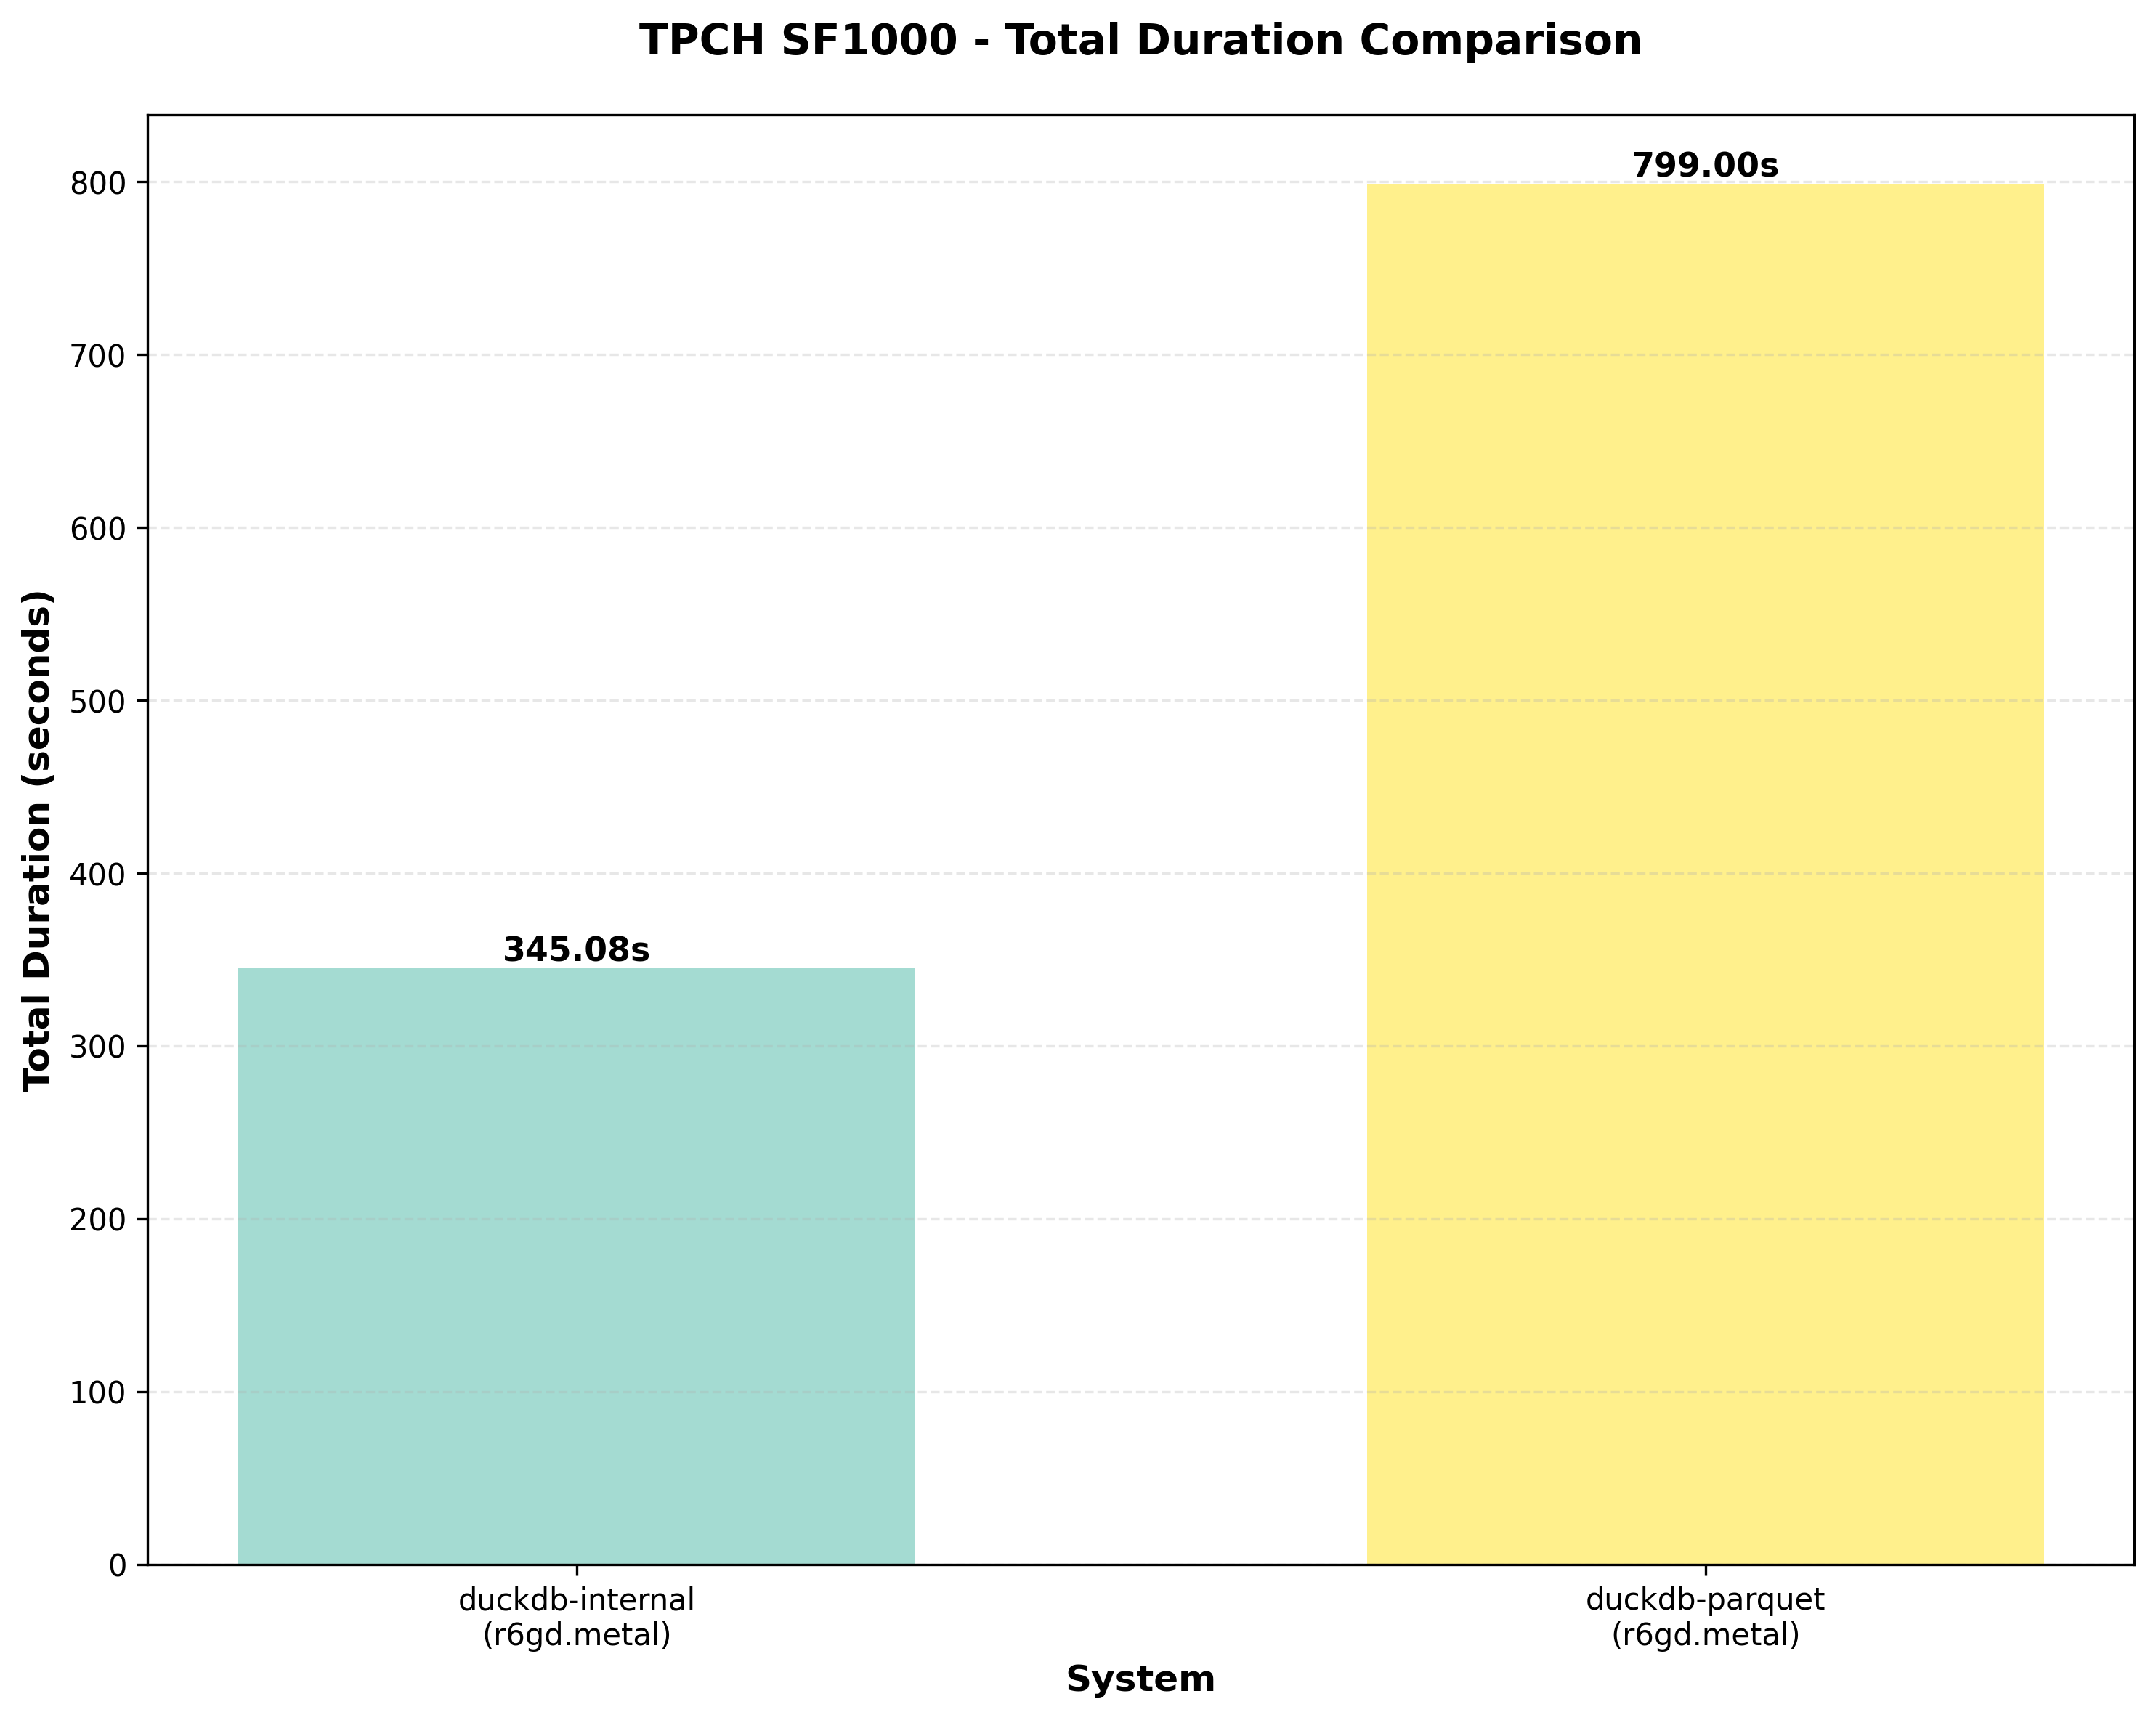 TPCH SF1000 - Total Duration Comparison
Total Duration (seconds)
800
700
600
500
400
300
200
100
0
345.08s
799.00s
duckdb-internal
(r6gd.metal)
duckdb-parquet
(r6gd.metal)
System